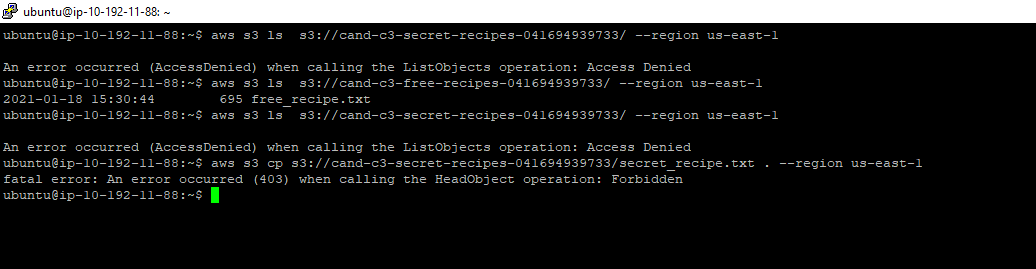 ubuntu@ip-10-192-11-88: ~
ubuntu@ip-10-192-11-88:~$ aws s3 ls  s3://cand-c3-secret-recipes-041694939733/ --region us-east-1

An error occurred (AccessDenied) when calling the ListObjects operation: Access Denied
ubuntu@ip-10-192-11-88:~$ aws s3 ls  s3://cand-c3-free-recipes-041694939733/ --region us-east-1
2021-01-18 15:30:44        695 free_recipe.txt
ubuntu@ip-10-192-11-88:~$ aws s3 ls  s3://cand-c3-secret-recipes-041694939733/ --region us-east-1

An error occurred (AccessDenied) when calling the ListObjects operation: Access Denied
ubuntu@ip-10-192-11-88:~$ aws s3 cp s3://cand-c3-secret-recipes-041694939733/secret_recipe.txt . --region us-east-1
fatal error: An error occurred (403) when calling the HeadObject operation: Forbidden
ubuntu@ip-10-192-11-88:~$